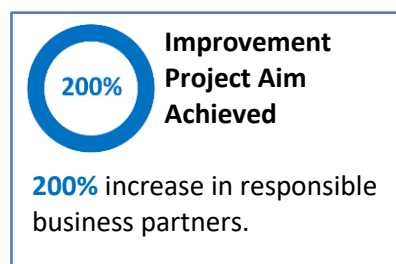 200%
Improvement
Project Aim
Achieved
200% increase in responsible
business partners.